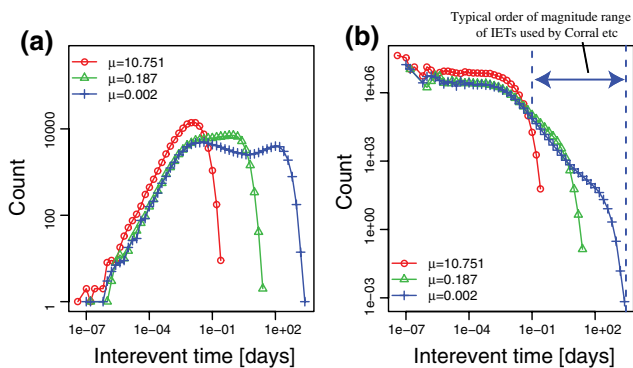 Typical order of magnitude range
of IETs used by Corral etc
(a)
μ=10.751
μ=0.187
μ=0.002
Count
10000
100
1
1e-07
1e-04
1e-01
1e+02
Interevent time [days]
(b)
Count
1e+06
1e+03
1e+00
1e-03
μ=10.751
μ=0.187
μ=0.002
1e-07
1e-04
1e-01
1e+02
Interevent time [days]